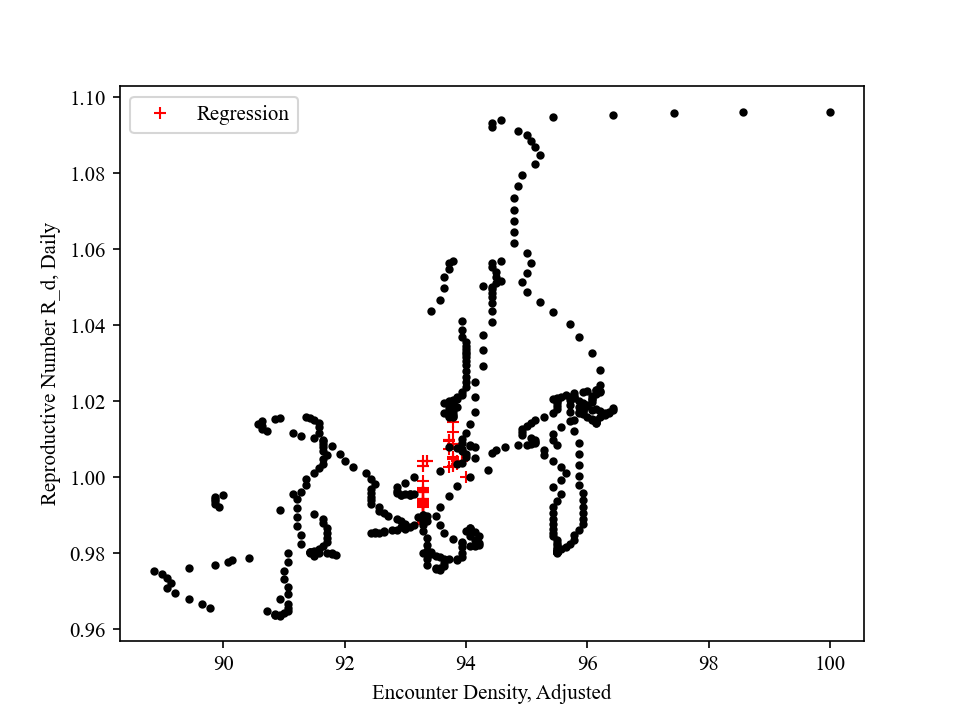 Regression
1.10
1.08
1.06
1.04
1.02
1.00
0.98
0.96
Reproductive Number R_d, Daily
90 92 94 96 98 100
Encounter Density, Adjusted